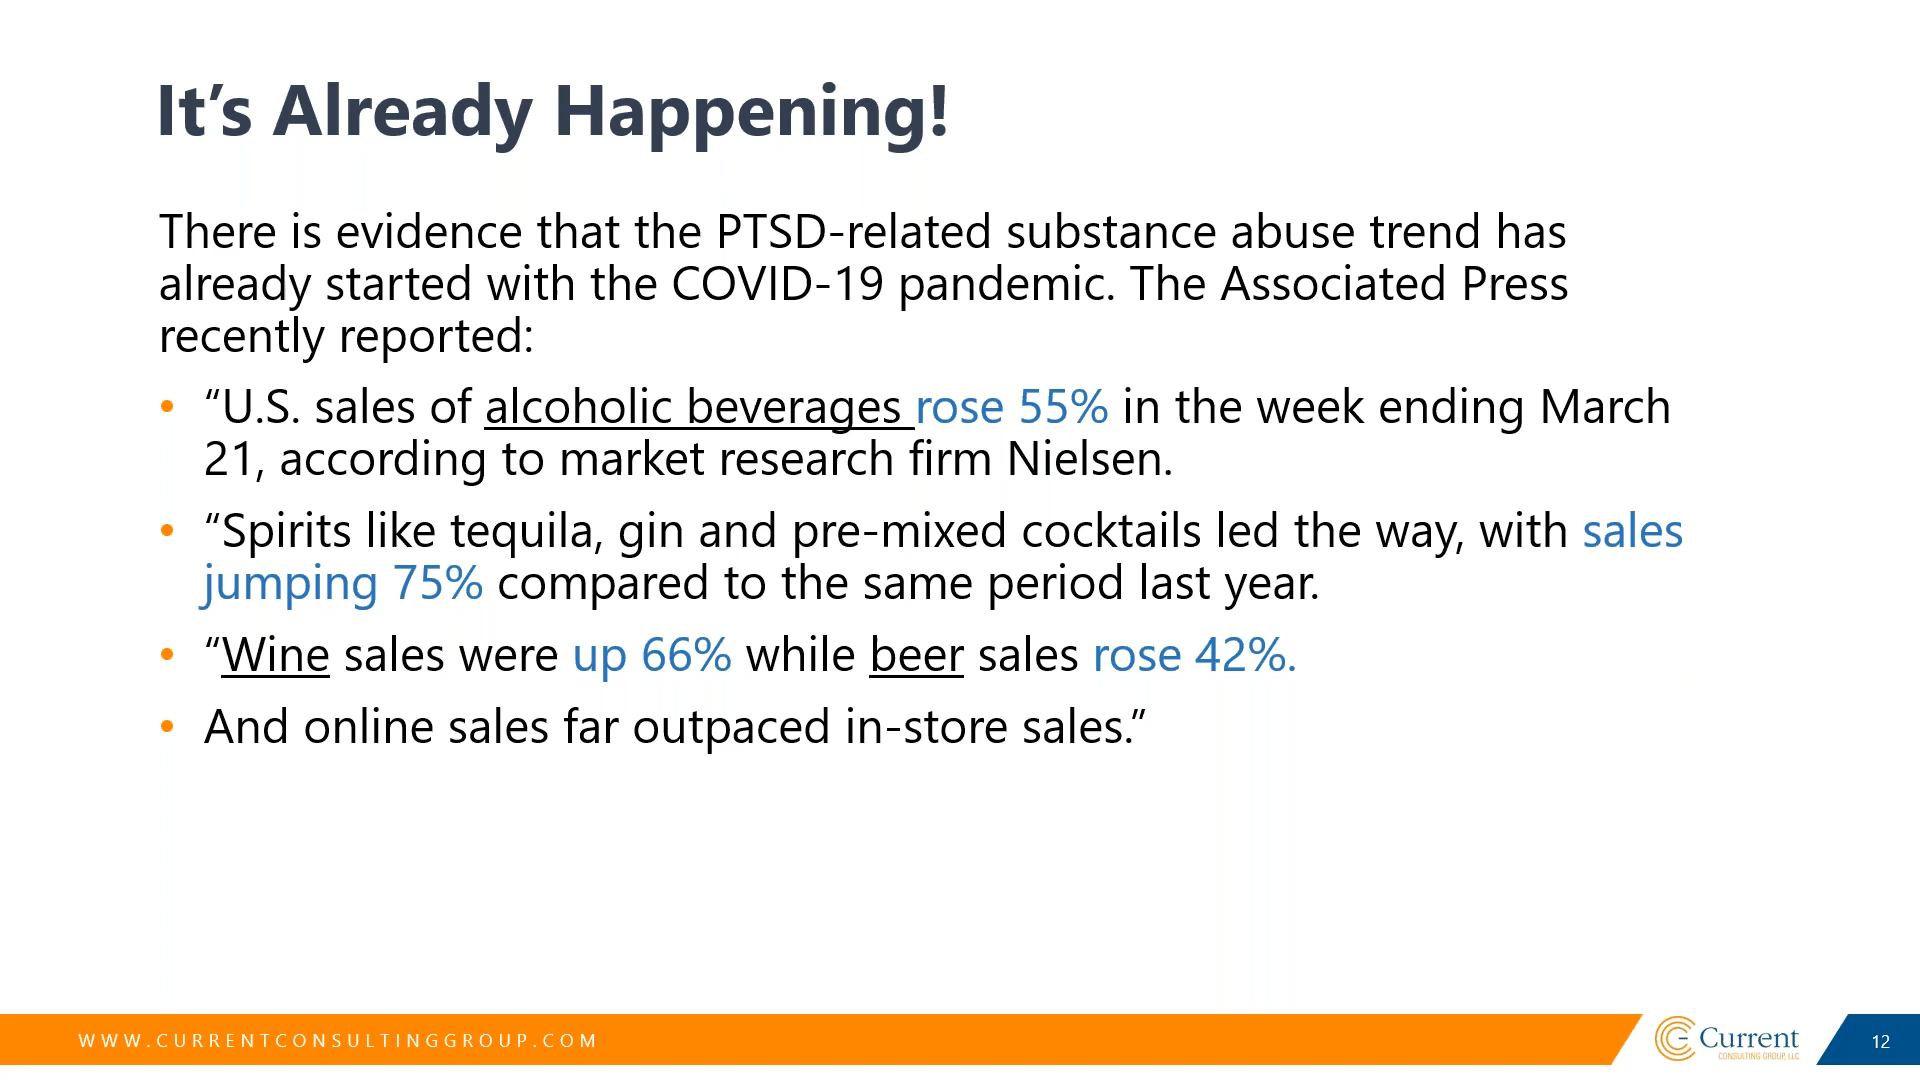 It’s Already Happening!
There is evidence that the PTSD-related substance abuse trend has
already started with the COVID-19 pandemic. The Associated Press
recently reported:
• “U.S. sales of alcoholic beverages rose 55% in the week ending March
21, according to market research firm Nielsen.
• “Spirits like tequila, gin and pre-mixed cocktails led the way, with sales
jumping 75% compared to the same period last year.
• “Wine sales were up 66% while beer sales rose 42%.
• And online sales far outpaced in-store sales.”
WWW.CURRENTCONSULTINGGROUP.COM
Current
CONSULTING GROUP, LLC
12